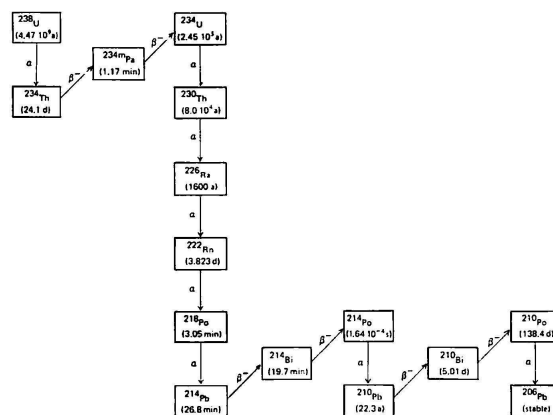 238U
(4,47 10⁹a)
α
234Th
(24.1 d)
β⁻
234mPa
(1,17 min)
β⁻
234U
(2.45 10⁵a)
α
230Th
(8.0 10⁴a)
α
226Ra
(1600 a)
α
222Rn
(3.823 d)
α
218Po
(3.05 min)
α
214Pb
(26.8 min)
β⁻
214Bi
(19.7 min)
β⁻
214Po
(1.64 10⁻⁴s)
α
210Pb
(22.3 a)
β⁻
210Bi
(5.01 d)
β⁻
210Po
(138.4 d)
α
206Pb
(stable)